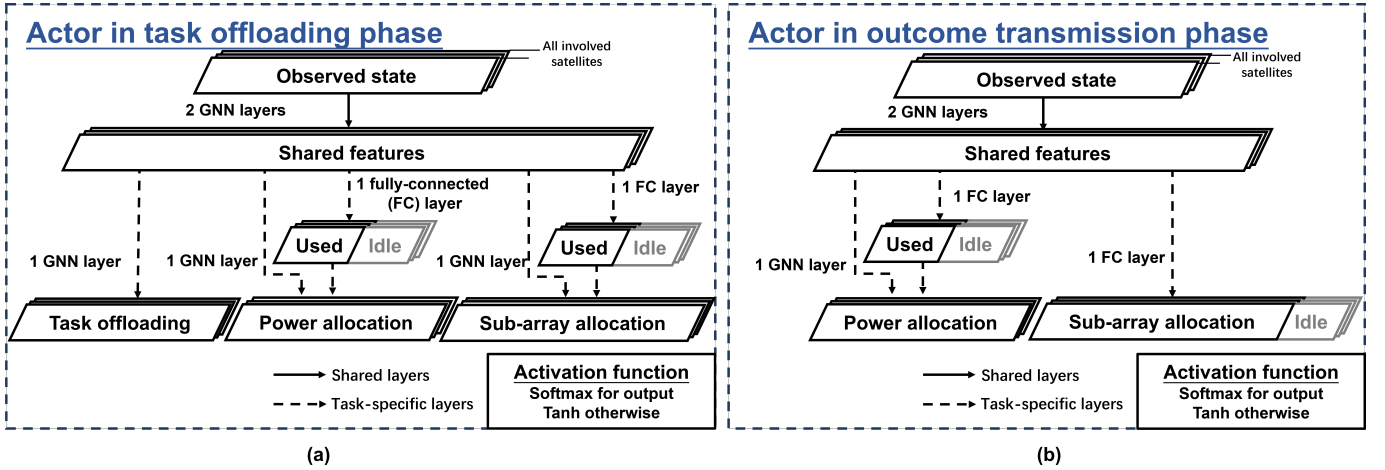 Actor in task offloading phase
All involved
satellites
Observed state
2 GNN layers
Shared features
1 fully-connected
(FC) layer
1 FC layer
Used
Idle
Used
Idle
1 GNN layer
1 GNN layer
1 GNN layer
Task offloading
Power allocation
Sub-array allocation
Shared layers
Task-specific layers
Activation function
Softmax for output
Tanh otherwise
(a)
Actor in outcome transmission phase
All involved
satellites
Observed state
2 GNN layers
Shared features
1 FC layer
Used
Idle
1 GNN layer
1 FC layer
Power allocation
Sub-array allocation
Idle
Shared layers
Task-specific layers
Activation function
Softmax for output
Tanh otherwise
(b)